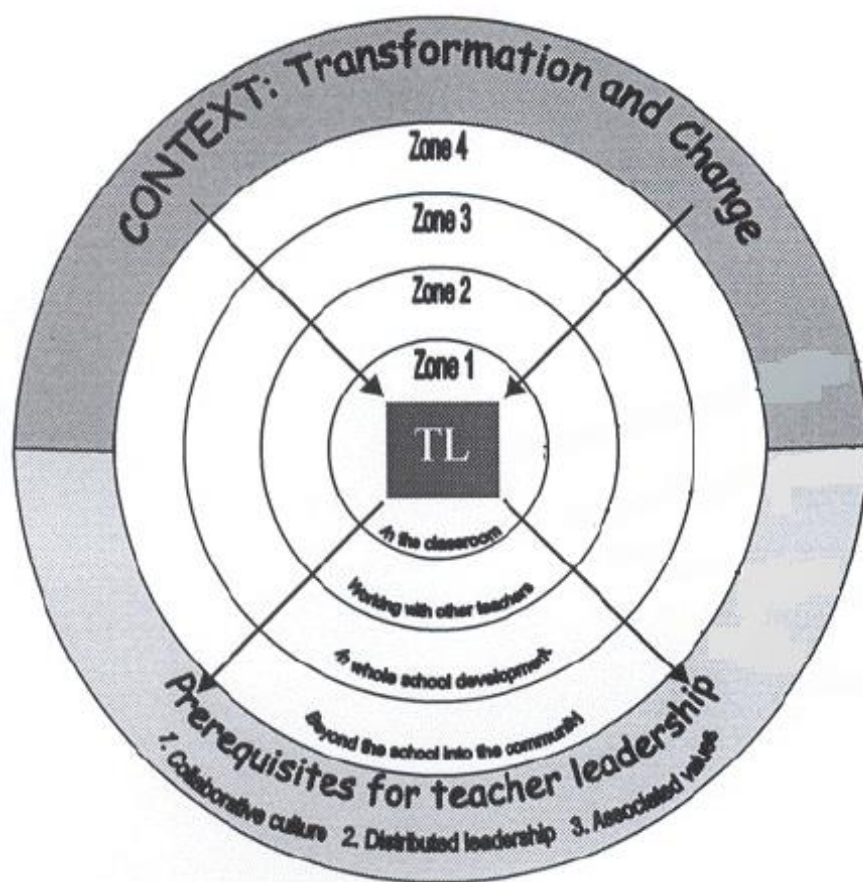 CONTEXT: Transformation and Change
Zone 4
Zone 3
Zone 2
Zone 1
TL
In the classroom
Working with other teachers
In whole school development
Beyond the school into the community
Prerequisites for teacher leadership
1. Collaborative culture 2. Distributed leadership 3. Associated values